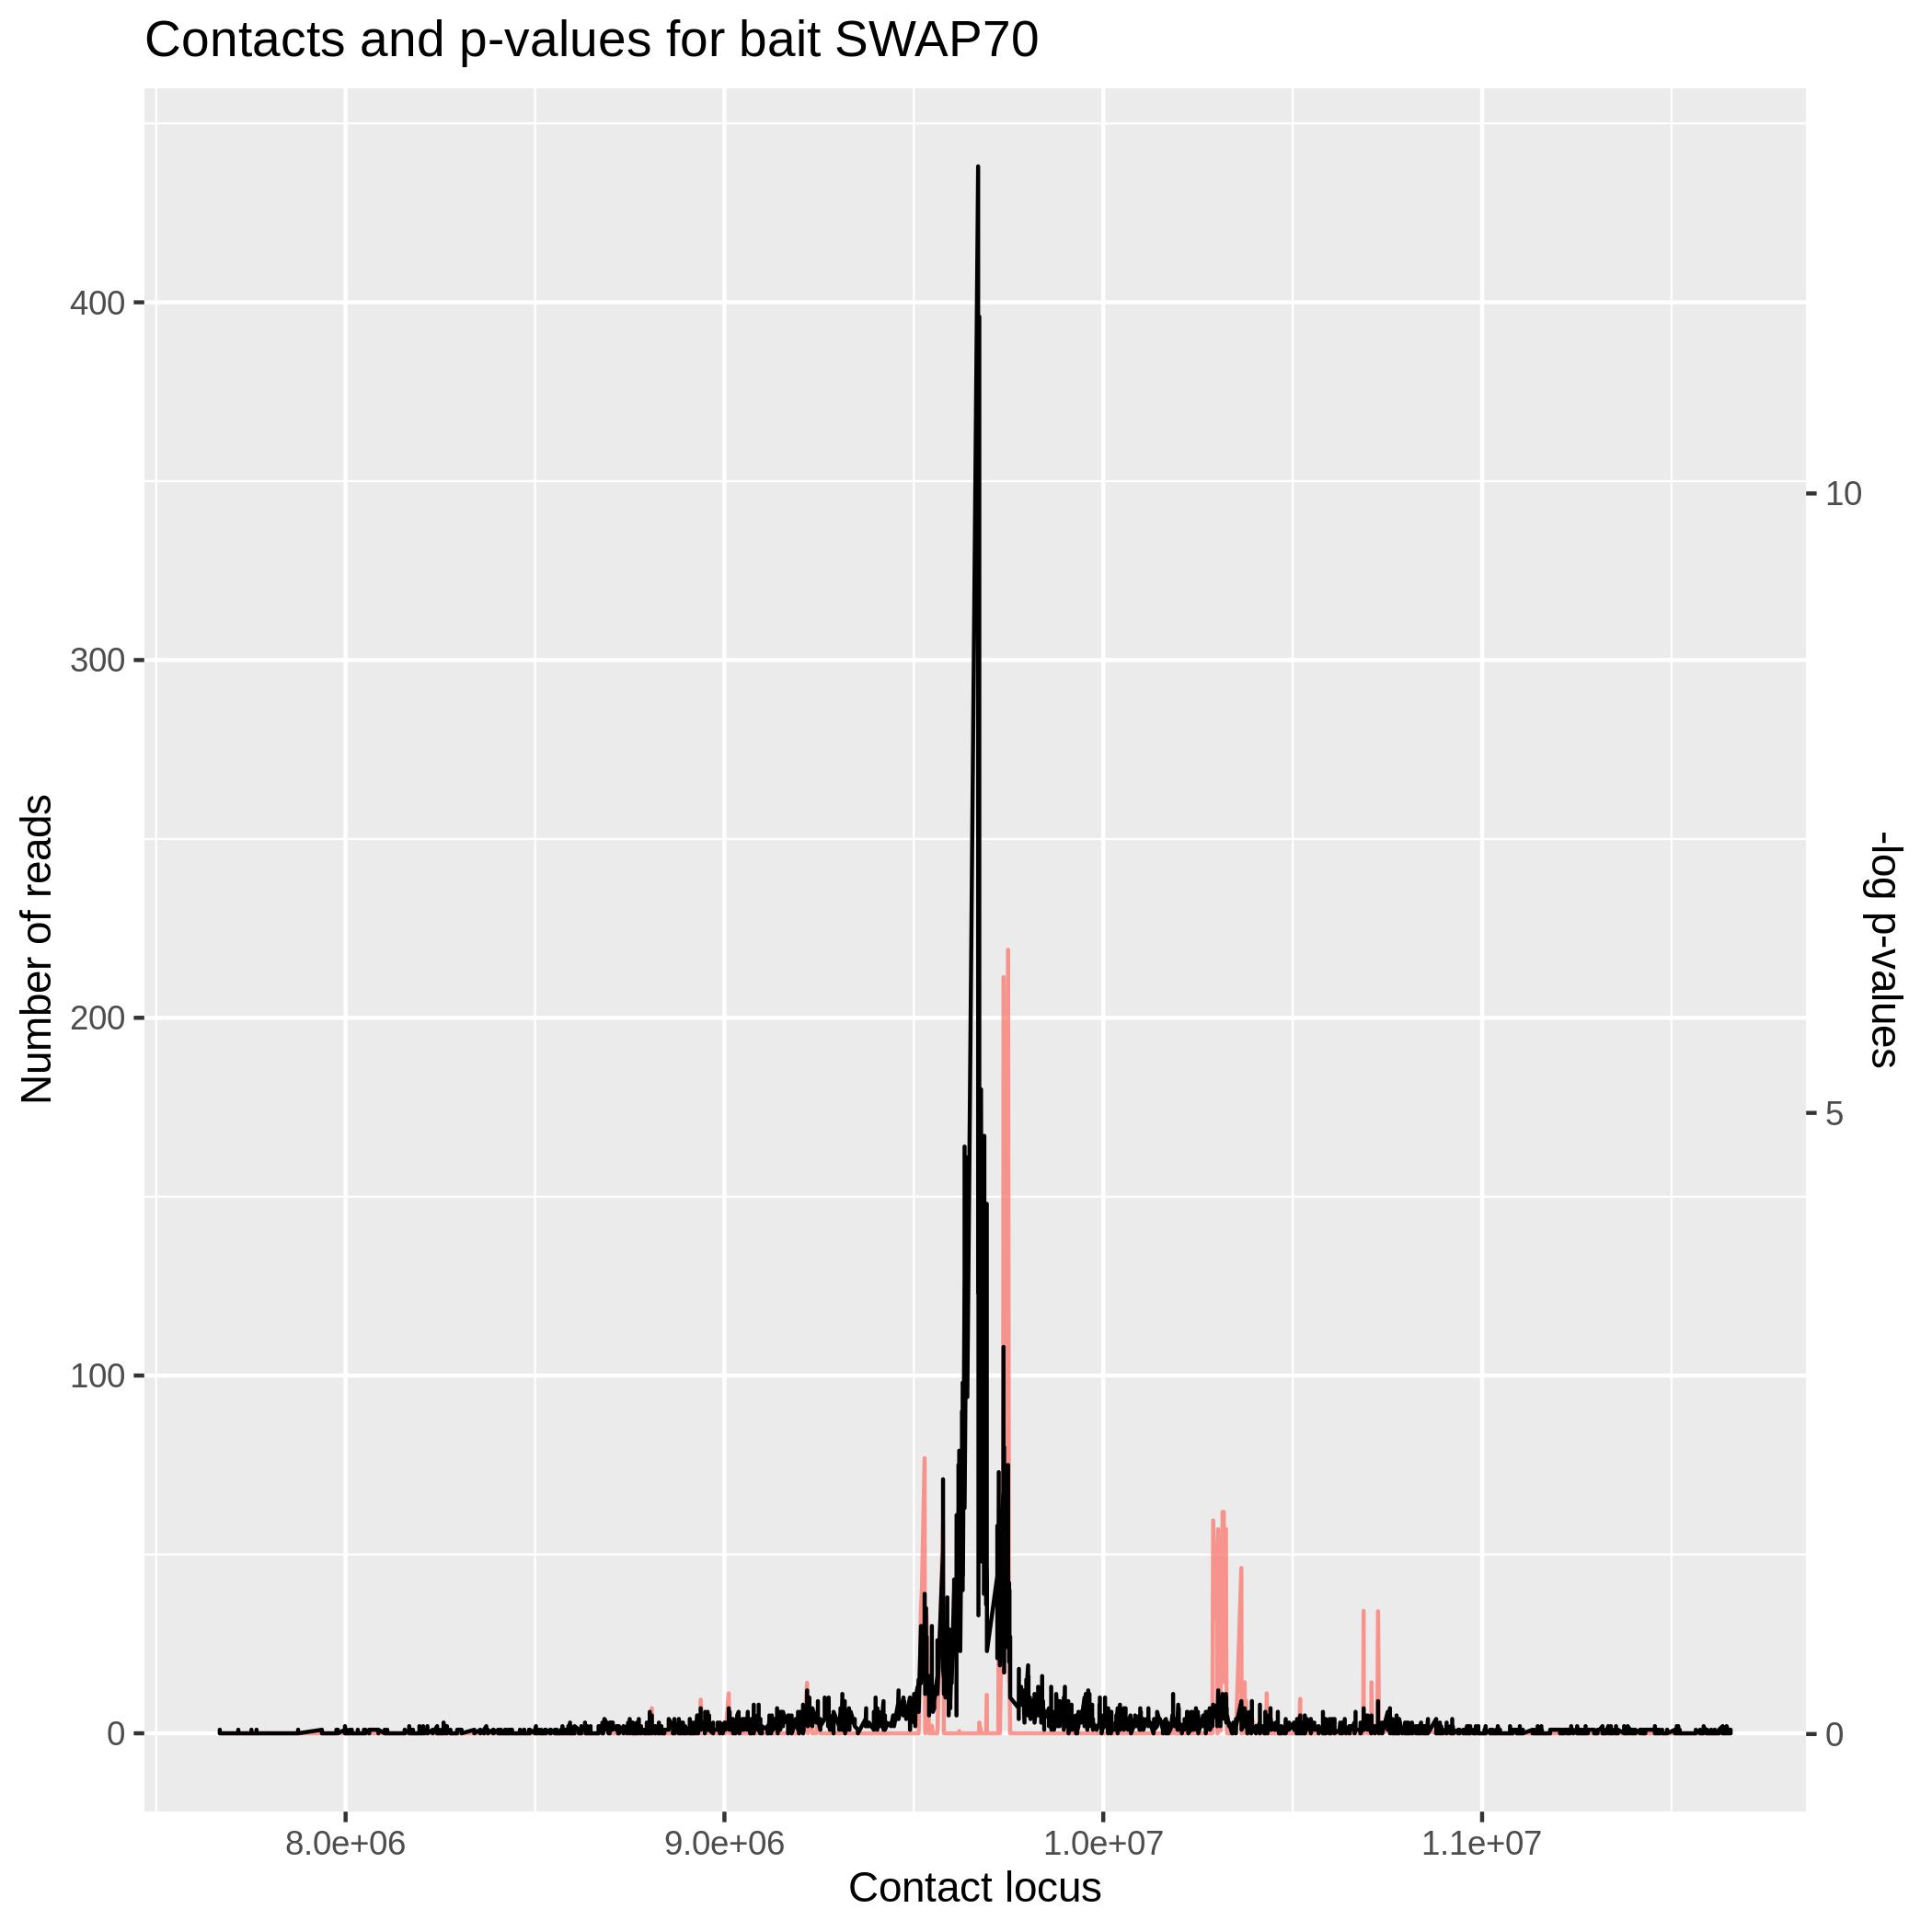 Contacts and p-values for bait SWAP70
400
300
200
100
0
Number of reads
10
5
0
-log p-values
8.0e+06
9.0e+06
1.0e+07
1.1e+07
Contact locus